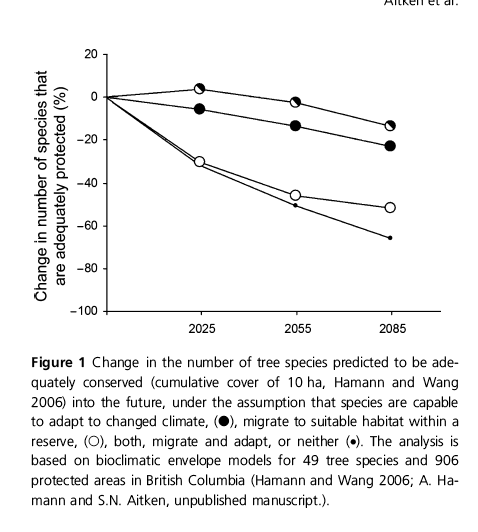 Aitken et al.
Change in number of species that
are adequately protected (%)
20
0
–20
–40
–60
–80
–100
2025
2055
2085
Figure 1 Change in the number of tree species predicted to be ade-
quately conserved (cumulative cover of 10 ha, Hamann and Wang
2006) into the future, under the assumption that species are capable
to adapt to changed climate, (●), migrate to suitable habitat within a
reserve, (○), both, migrate and adapt, or neither (•). The analysis is
based on bioclimatic envelope models for 49 tree species and 906
protected areas in British Columbia (Hamann and Wang 2006; A. Ha-
mann and S.N. Aitken, unpublished manuscript.).